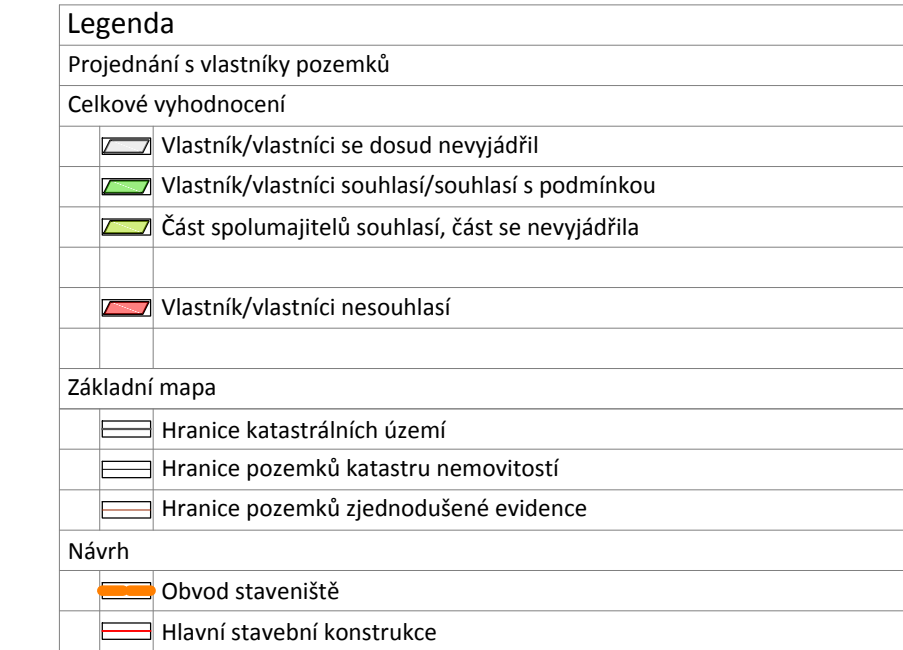 Legenda
Projednání s vlastníky pozemků
Celkové vyhodnocení
Vlastník/vlastníci se dosud nevyjádřil
Vlastník/vlastníci souhlasí/souhlasí s podmínkou
Část spolumajitelů souhlasí, část se nevyjádřila
Vlastník/vlastníci nesouhlasí
Základní mapa
Hranice katastrálních území
Hranice pozemků katastru nemovitostí
Hranice pozemků zjednodušené evidence
Návrh
Obvod staveniště
Hlavní stavební konstrukce